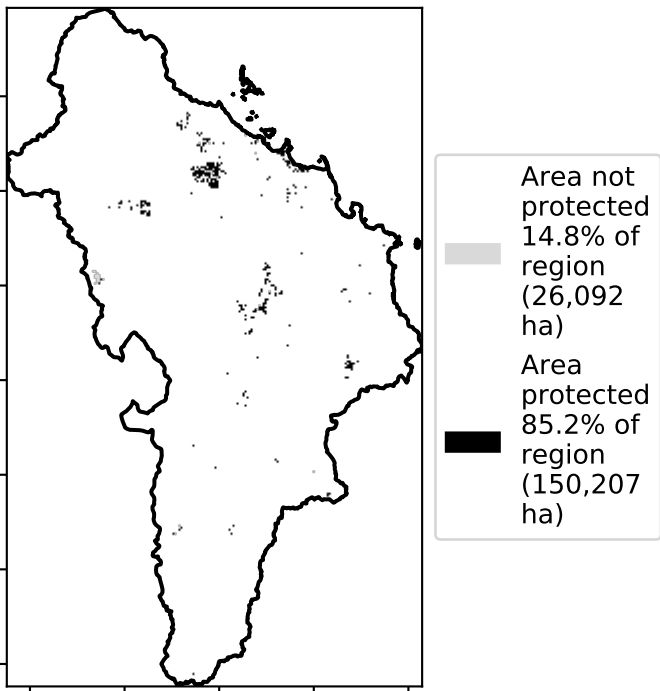 Area not
protected
14.8% of
region
(26,092
ha)
Area
protected
85.2% of
region
(150,207
ha)